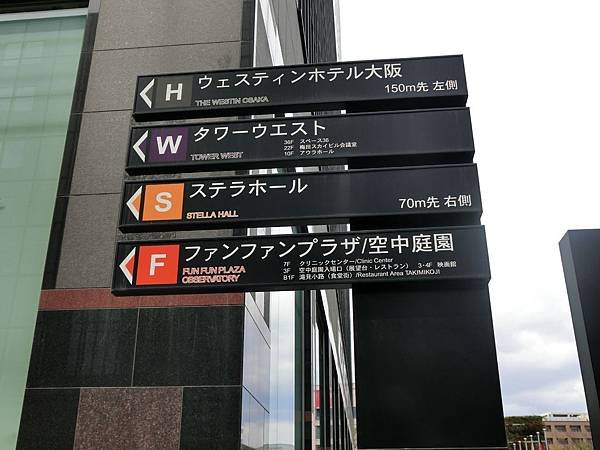 H ウェスティンホテル大阪
THE WESTIN OSAKA 150m先 左側
W タワーウエスト
TOWER WEST
36F スペース36
22F 梅田スカイビル会議室
10F アウラホール
S ステラホール
STELLA HALL 70m先 右側
F ファンファンプラザ/空中庭園
FUN FUN PLAZA
OBSERVATORY
7F クリニックセンター/Clinic Center
3F 空中庭園入場口(展望台・レストラン) 3・4F 映画館
B1F 滝見小路(食堂街)/Restaurant Area TAKIMIKOJI